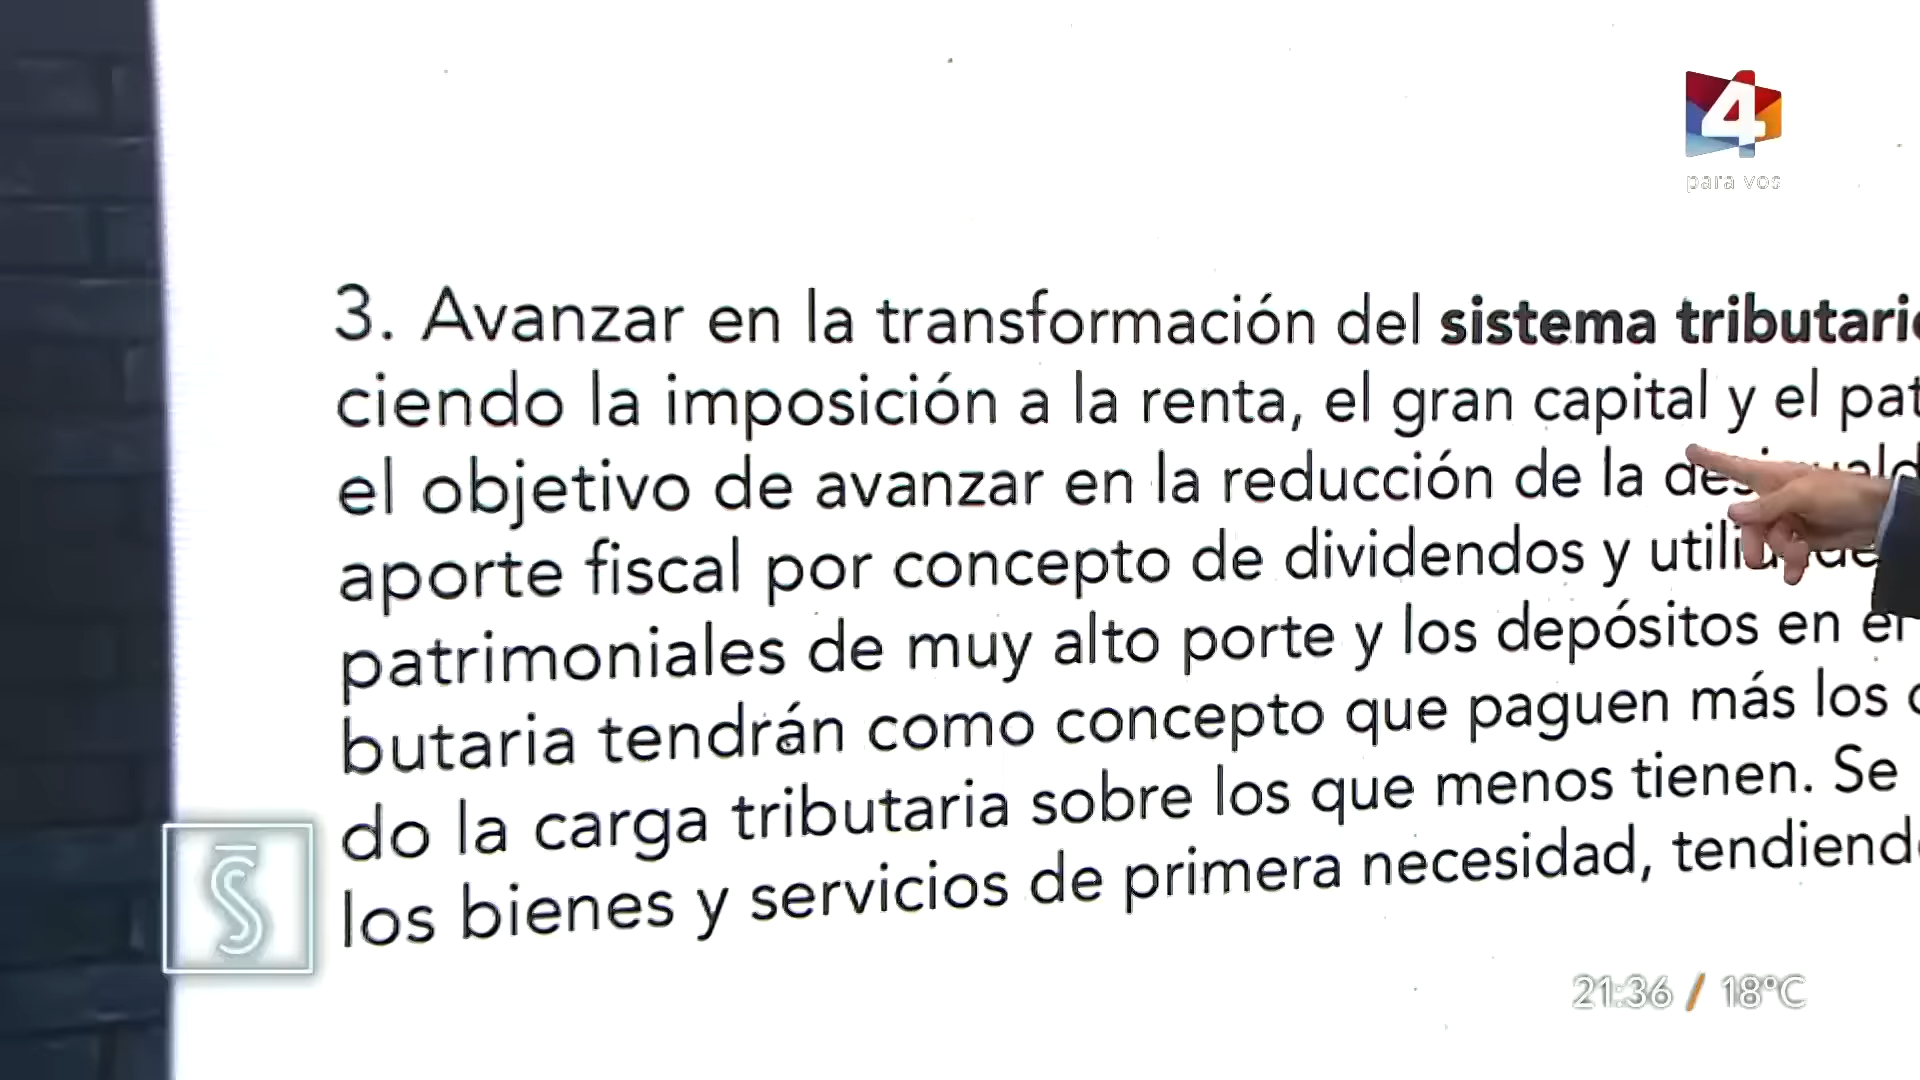 4
para vos
3. Avanzar en la transformación del sistema tributari
ciendo la imposición a la renta, el gran capital y el pat
el objetivo de avanzar en la reducción de la
aporte fiscal por concepto de dividendos y
patrimoniales de muy alto porte y los depósitos en
butaria tendrán como concepto que paguen más los
do la carga tributaria sobre los que menos tienen. Se
los bienes y servicios de primera necesidad, tendiend
21:36 / 18°C